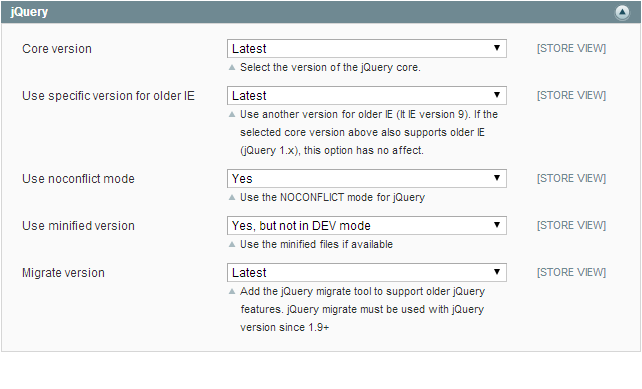 jQuery
Core version Latest [STORE VIEW]
Select the version of the jQuery core.
Use specific version for older IE Latest [STORE VIEW]
Use another version for older IE (lt IE version 9). If the
selected core version above also supports older IE
(jQuery 1.x), this option has no affect.
Use noconflict mode Yes [STORE VIEW]
Use the NOCONFLICT mode for jQuery
Use minified version Yes, but not in DEV mode [STORE VIEW]
Use the minified files if available
Migrate version Latest [STORE VIEW]
Add the jQuery migrate tool to support older jQuery
features. jQuery migrate must be used with jQuery
version since 1.9+